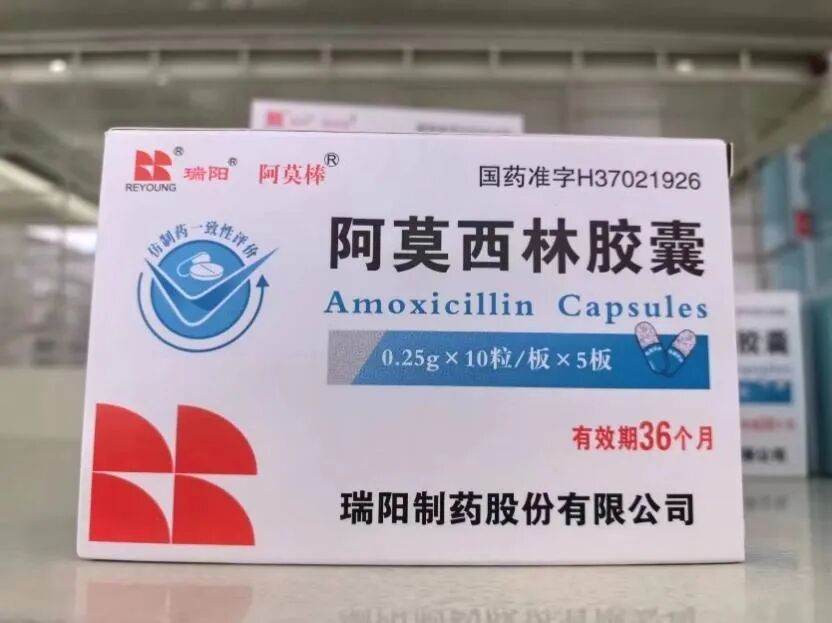 REYOUNG® 瑞阳® 阿莫棒®
国药准字H37021926
仿制药一致性评价
阿莫西林胶囊
Amoxicillin Capsules
0.25g×10粒/板×5板
有效期36个月
瑞阳制药股份有限公司
胶囊